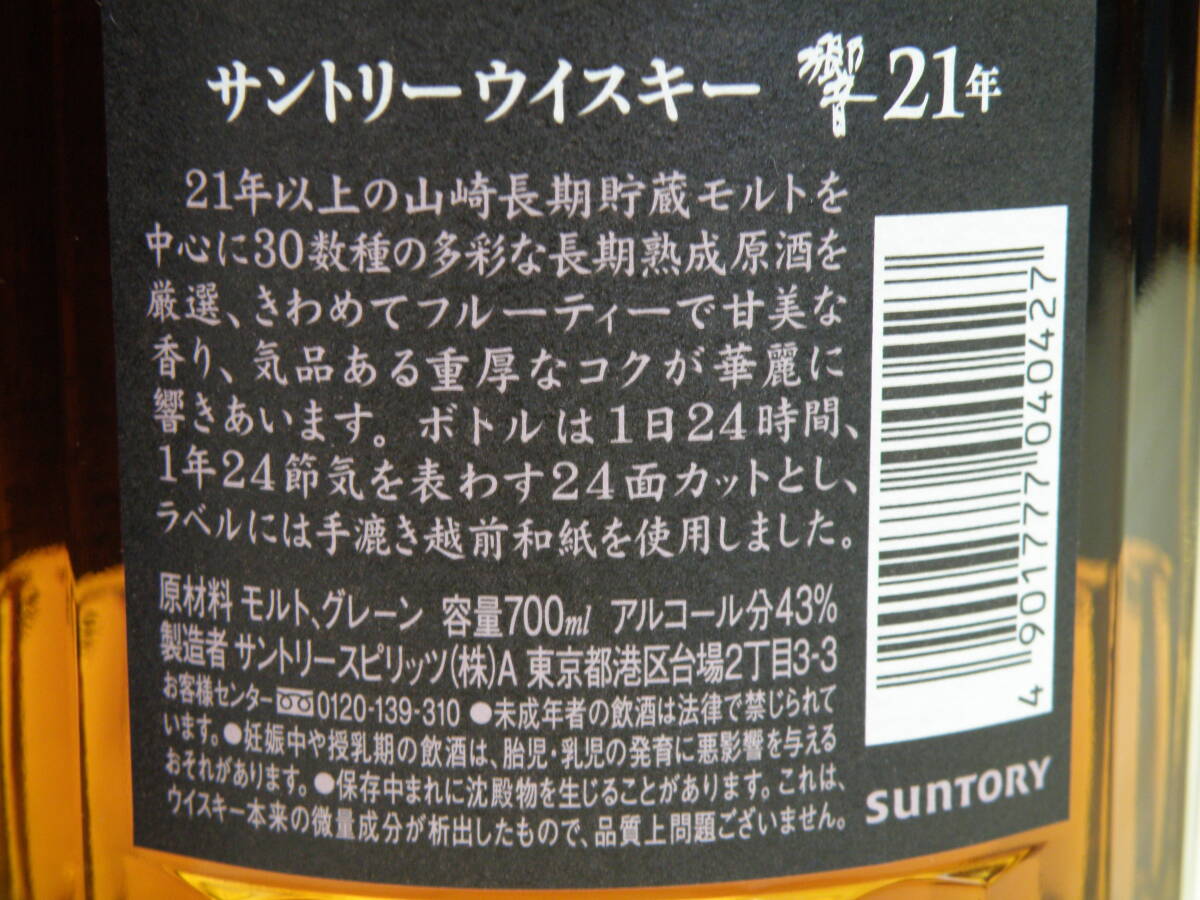 サントリーウイスキー 響 21年
21年以上の山崎長期貯蔵モルトを
中心に30数種の多彩な長期熟成原酒を
厳選、きわめてフルーティーで甘美な
香り、気品ある重厚なコクが華麗に
響きあいます。ボトルは1日24時間、
1年24節気を表わす24面カットとし、
ラベルには手漉き越前和紙を使用しました。
原材料 モルト、グレーン 容量700ml アルコール分43%
製造者 サントリースピリッツ(株)A 東京都港区台場2丁目3-3
お客様センター 0120-139-310 ●未成年者の飲酒は法律で禁じられて
います。●妊娠中や授乳期の飲酒は、胎児・乳児の発育に悪影響を与える
おそれがあります。●保存中まれに沈殿物を生じることがあります。これは、
ウイスキー本来の微量成分が析出したもので、品質上問題ございません。
4 901777 040427
SUNTORY